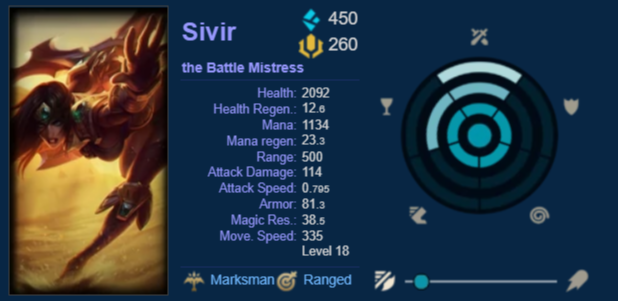 Sivir
450
260
the Battle Mistress
Health: 2092
Health Regen.: 12.6
Mana: 1134
Mana regen: 23.3
Range: 500
Attack Damage: 114
Attack Speed: 0.795
Armor: 81.3
Magic Res.: 38.5
Move. Speed: 335
Level 18
Marksman Ranged